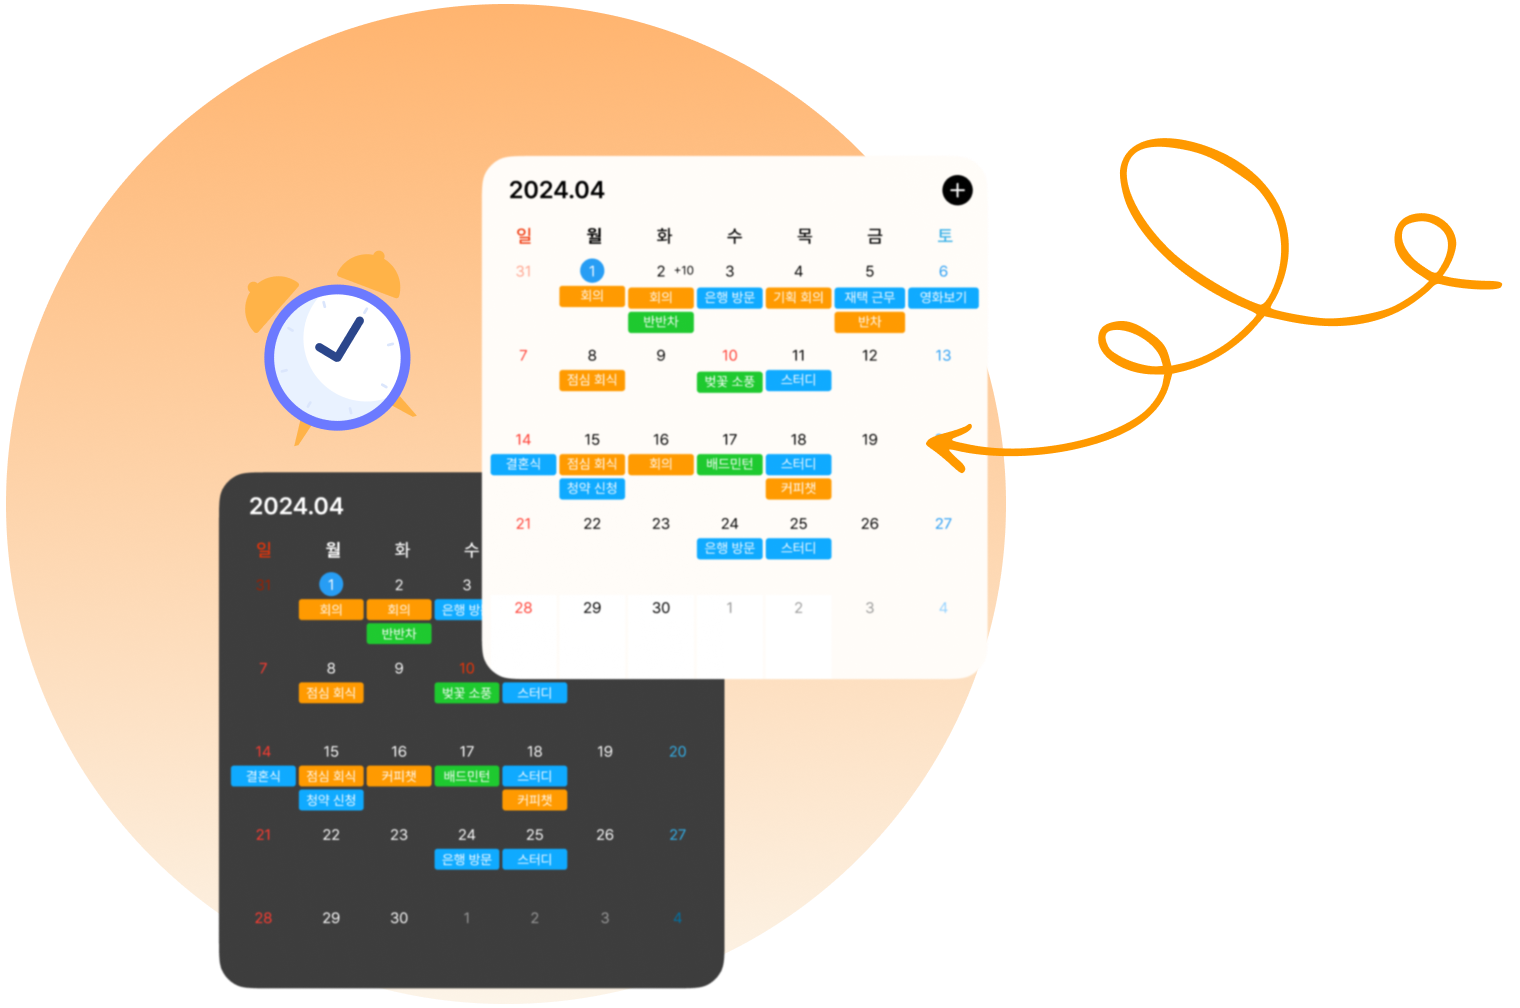 2024.04
일 월 화 수 목 금 토
31 1 2 +10 3 4 5 6
회의 회의 은행 방문 기획 회의 재택 근무 영화보기
반반차 반차
7 8 9 10 11 12 13
점심 회식 벚꽃 소풍 스터디
14 15 16 17 18 19
결혼식 점심 회식 회의 배드민턴 스터디
청약 신청 커피챗
21 22 23 24 25 26 27
은행 방문 스터디
28 29 30 1 2 3 4
2024.04
일 월 화 수
31 1 2 3
회의 회의 은행 방
반반차
7 8 9 10
점심 회식 벚꽃 소풍 스터디
14 15 16 17 18 19 20
결혼식 점심 회식 커피챗 배드민턴 스터디
청약 신청 커피챗
21 22 23 24 25 26 27
은행 방문 스터디
28 29 30 1 2 3 4